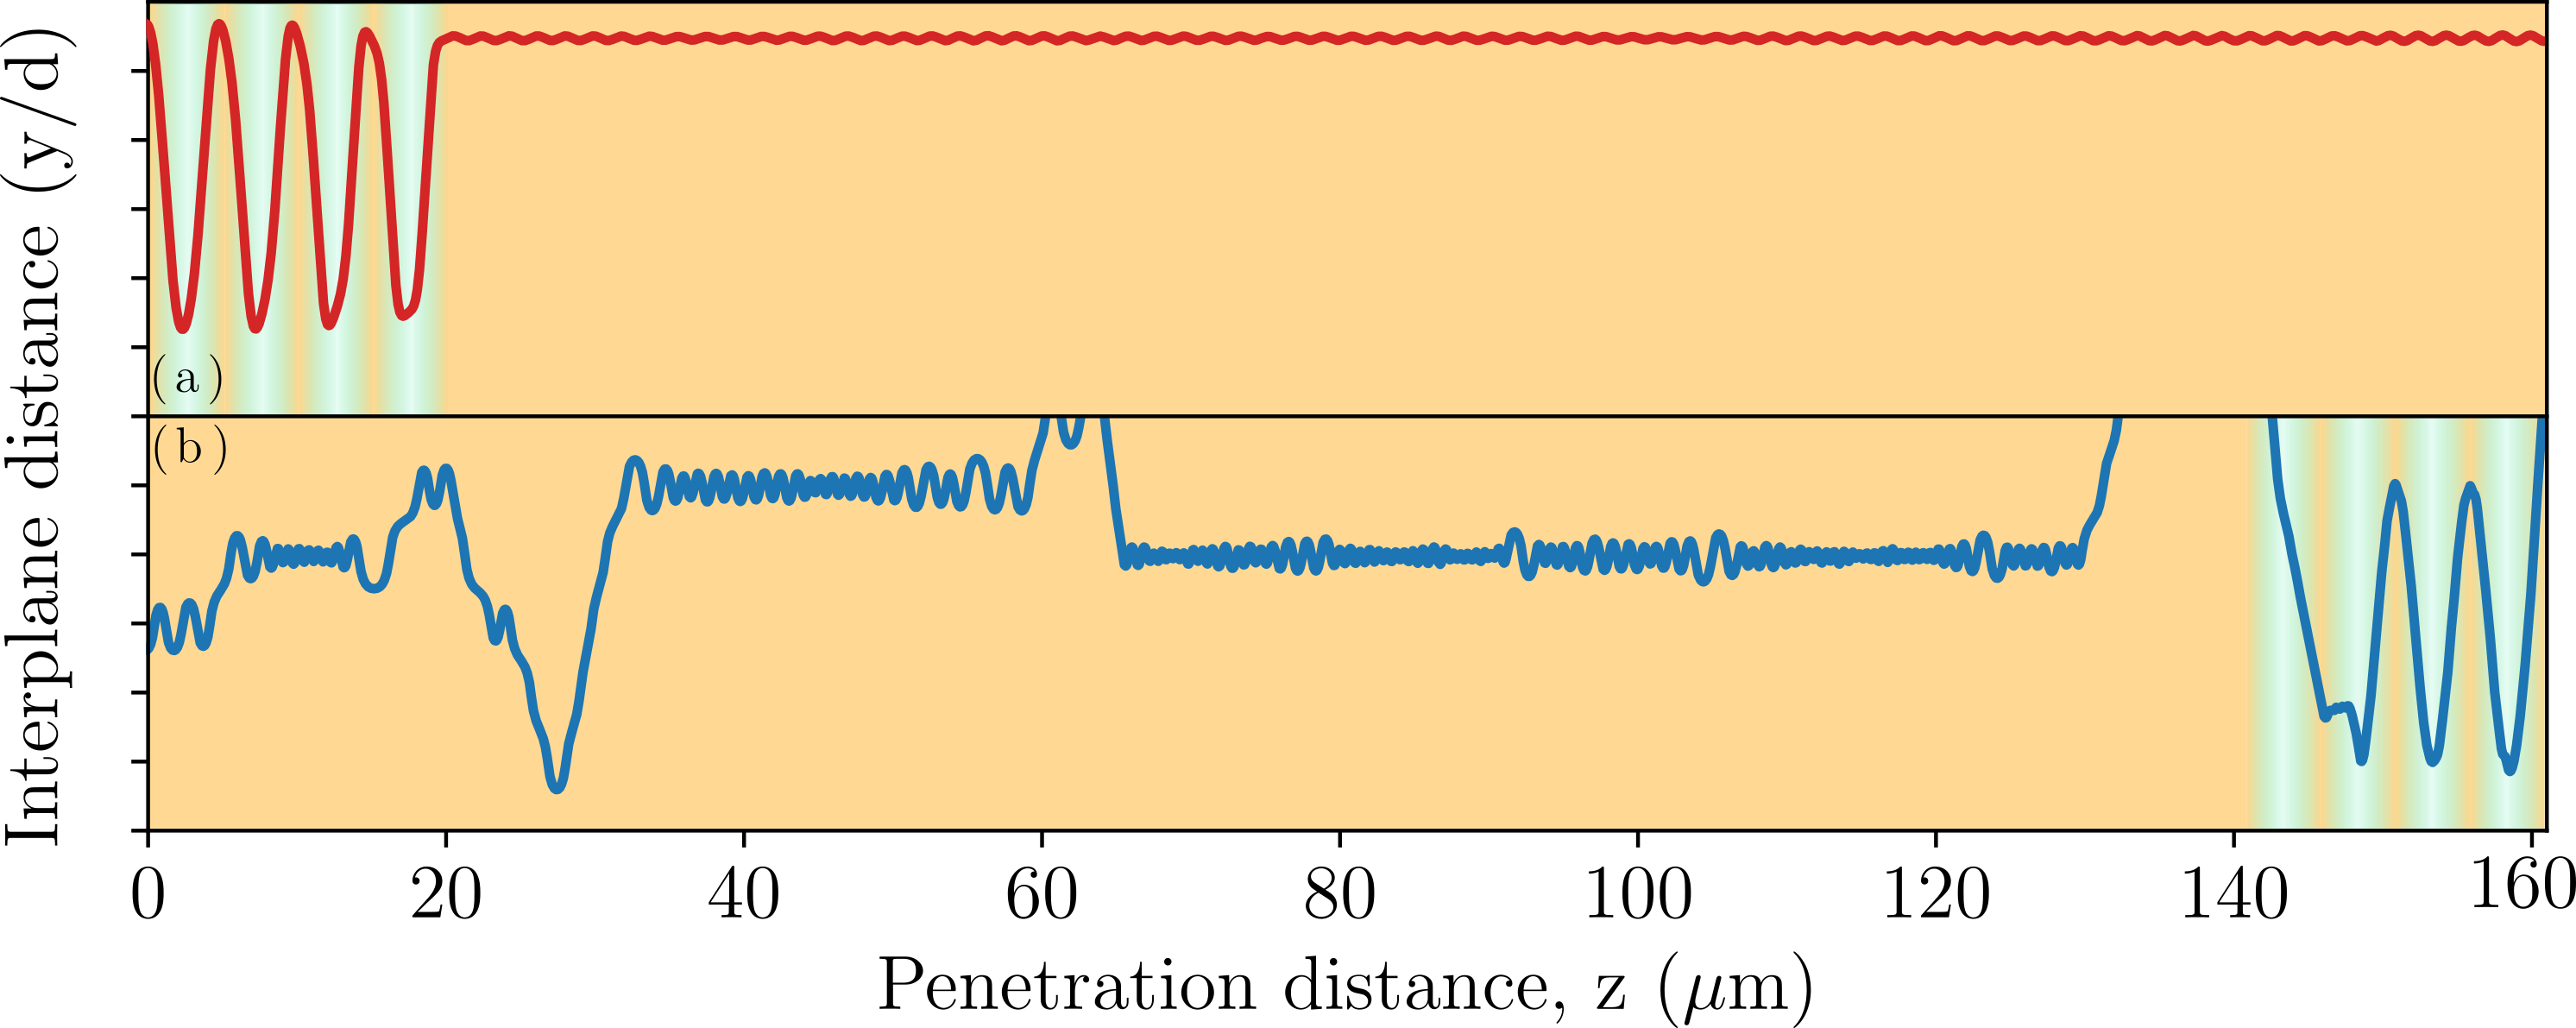 Interplane distance (y/d)
(a)
(b)
0 20 40 60 80 100 120 140 160
Penetration distance, z (μm)